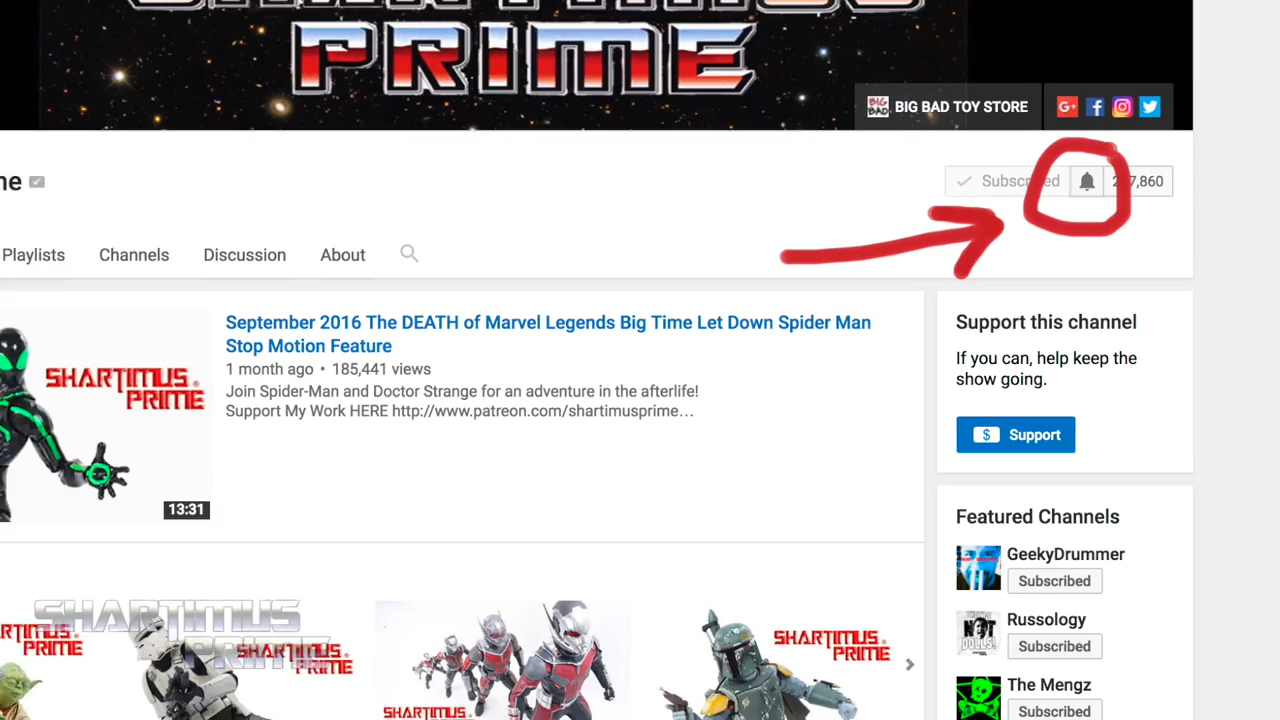 SHARTIMUS
PRIME
BIG BAD
BIG BAD TOY STORE
G+
Subscribed
Playlists
Channels
Discussion
About
September 2016 The DEATH of Marvel Legends Big Time Let Down Spider Man
Stop Motion Feature
1 month ago • 185,441 views
Join Spider-Man and Doctor Strange for an adventure in the afterlife!
Support My Work HERE http://www.patreon.com/shartimusprime…
SHARTIMUS
PRIME
13:31
Support this channel
If you can, help keep the
show going.
$ Support
Featured Channels
GeekyDrummer
Subscribed
Russology
Subscribed
The Mengz
Subscribed
SHARTIMUS
PRIME
SHARTIMUS
PRIME
SHARTIMUS
SHARTIMUS
PRIME